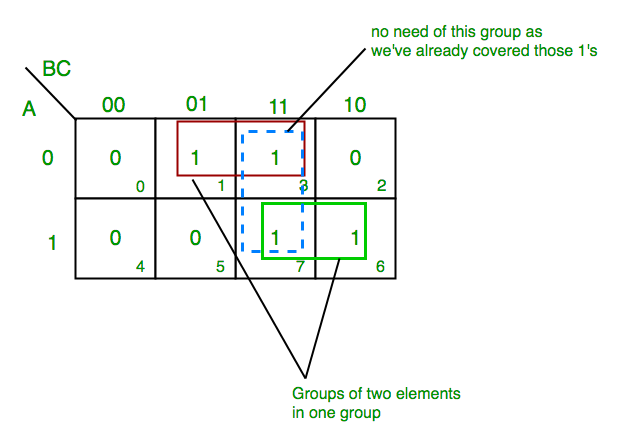 no need of this group as
we've already covered those 1's
BC
A
00 01 11 10
0 0 1 1 0
0 1 3 2
1 0 0 1 1
4 5 7 6
Groups of two elements
in one group